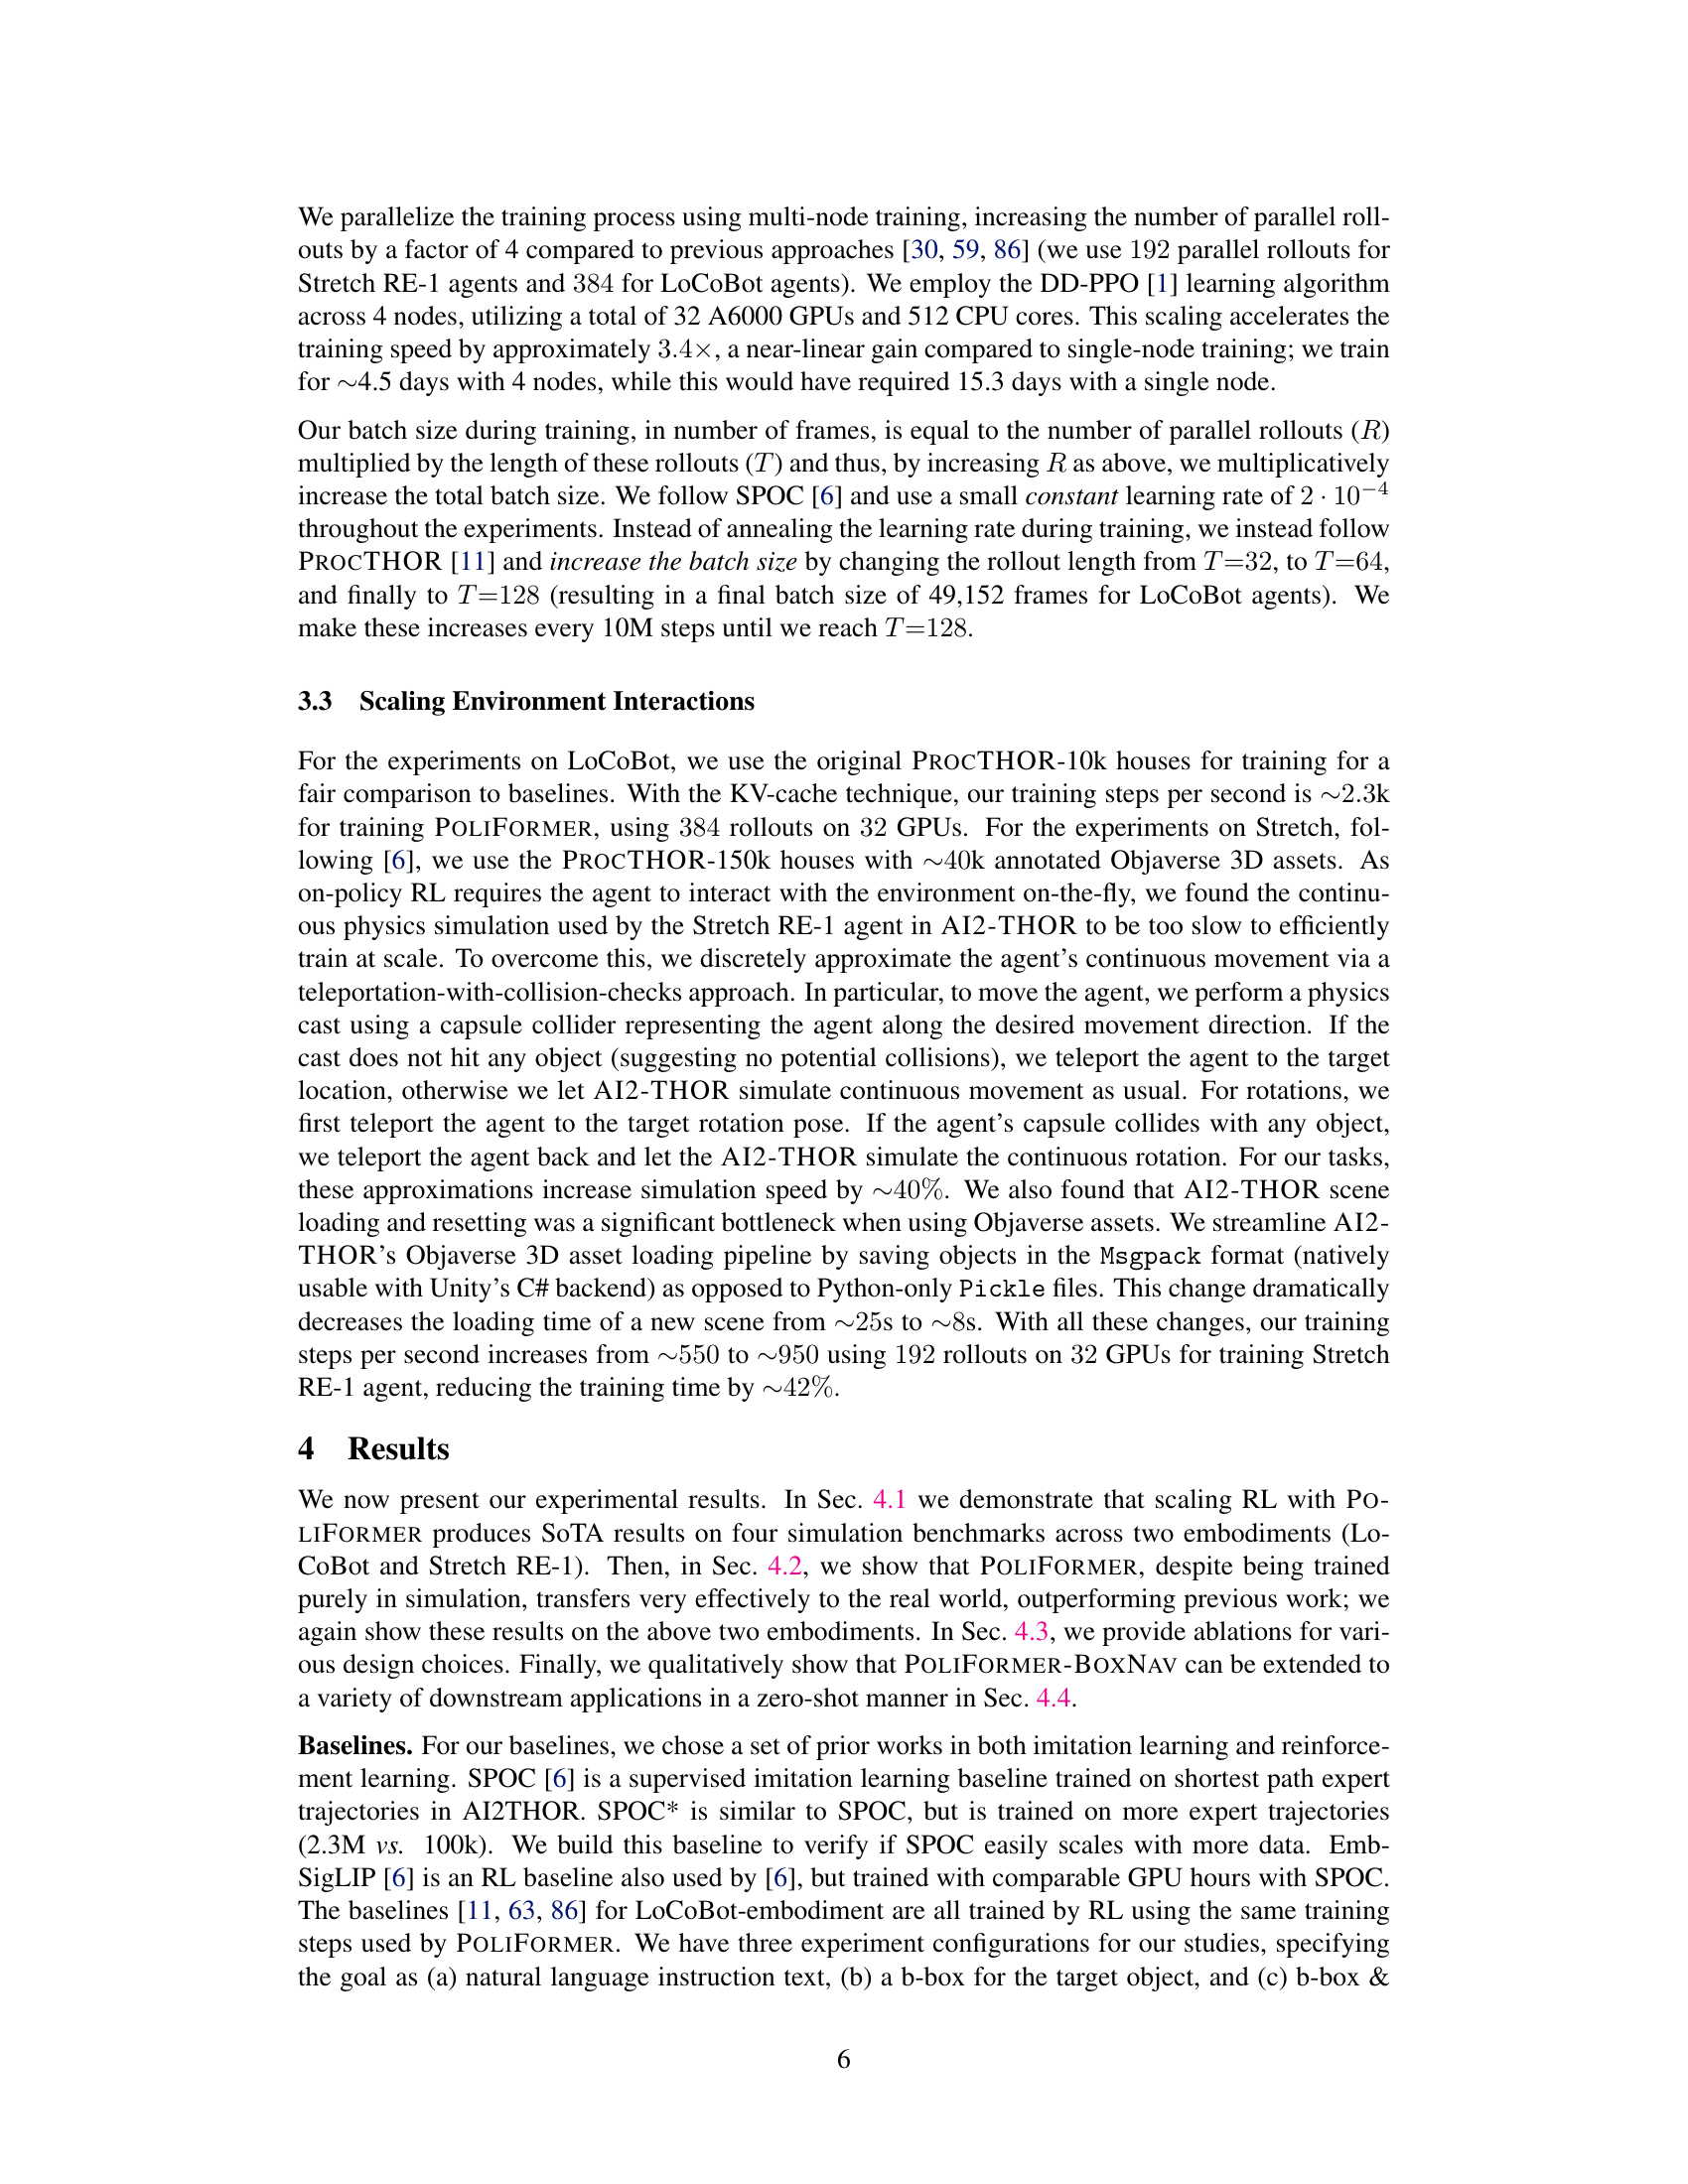 We parallelize the training process using multi-node training, increasing the number of parallel roll-
outs by a factor of 4 compared to previous approaches [30, 59, 86] (we use 192 parallel rollouts for
Stretch RE-1 agents and 384 for LoCoBot agents). We employ the DD-PPO [1] learning algorithm
across 4 nodes, utilizing a total of 32 A6000 GPUs and 512 CPU cores. This scaling accelerates the
training speed by approximately 3.4×, a near-linear gain compared to single-node training; we train
for ∼4.5 days with 4 nodes, while this would have required 15.3 days with a single node.
Our batch size during training, in number of frames, is equal to the number of parallel rollouts (R)
multiplied by the length of these rollouts (T) and thus, by increasing R as above, we multiplicatively
increase the total batch size. We follow SPOC [6] and use a small constant learning rate of 2 · 10⁻⁴
throughout the experiments. Instead of annealing the learning rate during training, we instead follow
PROCTHOR [11] and increase the batch size by changing the rollout length from T=32, to T=64,
and finally to T=128 (resulting in a final batch size of 49,152 frames for LoCoBot agents). We
make these increases every 10M steps until we reach T=128.
3.3 Scaling Environment Interactions
For the experiments on LoCoBot, we use the original PROCTHOR-10k houses for training for a
fair comparison to baselines. With the KV-cache technique, our training steps per second is ∼2.3k
for training POLIFORMER, using 384 rollouts on 32 GPUs. For the experiments on Stretch, fol-
lowing [6], we use the PROCTHOR-150k houses with ∼40k annotated Objaverse 3D assets. As
on-policy RL requires the agent to interact with the environment on-the-fly, we found the continu-
ous physics simulation used by the Stretch RE-1 agent in AI2-THOR to be too slow to efficiently
train at scale. To overcome this, we discretely approximate the agent's continuous movement via a
teleportation-with-collision-checks approach. In particular, to move the agent, we perform a physics
cast using a capsule collider representing the agent along the desired movement direction. If the
cast does not hit any object (suggesting no potential collisions), we teleport the agent to the target
location, otherwise we let AI2-THOR simulate continuous movement as usual. For rotations, we
first teleport the agent to the target rotation pose. If the agent's capsule collides with any object,
we teleport the agent back and let the AI2-THOR simulate the continuous rotation. For our tasks,
these approximations increase simulation speed by ∼40%. We also found that AI2-THOR scene
loading and resetting was a significant bottleneck when using Objaverse assets. We streamline AI2-
THOR's Objaverse 3D asset loading pipeline by saving objects in the Msgpack format (natively
usable with Unity's C# backend) as opposed to Python-only Pickle files. This change dramatically
decreases the loading time of a new scene from ∼25s to ∼8s. With all these changes, our training
steps per second increases from ∼550 to ∼950 using 192 rollouts on 32 GPUs for training Stretch
RE-1 agent, reducing the training time by ∼42%.
4 Results
We now present our experimental results. In Sec. 4.1 we demonstrate that scaling RL with PO-
LIFORMER produces SoTA results on four simulation benchmarks across two embodiments (Lo-
CoBot and Stretch RE-1). Then, in Sec. 4.2, we show that POLIFORMER, despite being trained
purely in simulation, transfers very effectively to the real world, outperforming previous work; we
again show these results on the above two embodiments. In Sec. 4.3, we provide ablations for vari-
ous design choices. Finally, we qualitatively show that POLIFORMER-BOXNAV can be extended to
a variety of downstream applications in a zero-shot manner in Sec. 4.4.
Baselines. For our baselines, we chose a set of prior works in both imitation learning and reinforce-
ment learning. SPOC [6] is a supervised imitation learning baseline trained on shortest path expert
trajectories in AI2THOR. SPOC* is similar to SPOC, but is trained on more expert trajectories
(2.3M vs. 100k). We build this baseline to verify if SPOC easily scales with more data. Emb-
SigLIP [6] is an RL baseline also used by [6], but trained with comparable GPU hours with SPOC.
The baselines [11, 63, 86] for LoCoBot-embodiment are all trained by RL using the same training
steps used by POLIFORMER. We have three experiment configurations for our studies, specifying
the goal as (a) natural language instruction text, (b) a b-box for the target object, and (c) b-box &
6